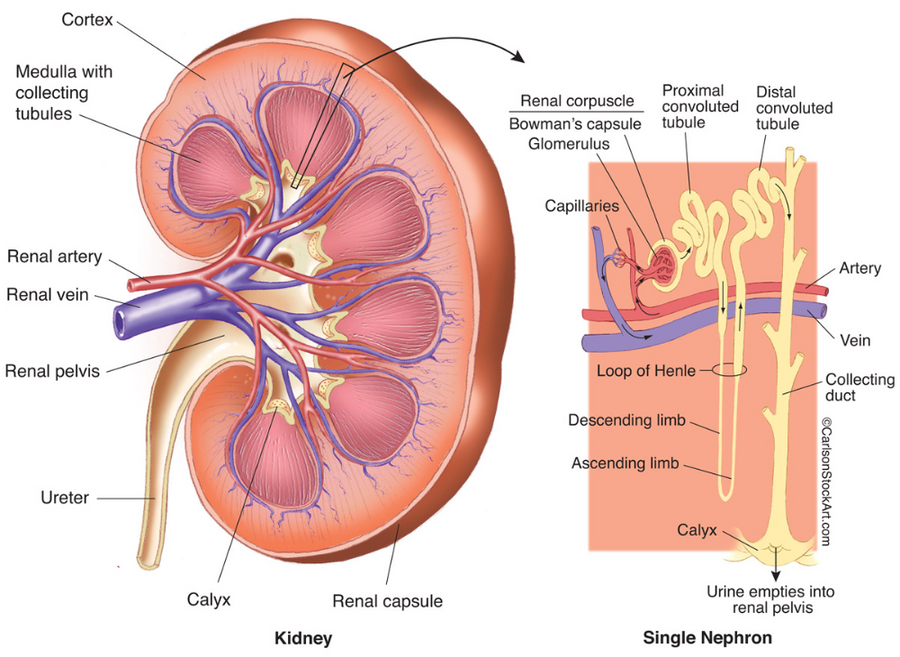 Cortex
Medulla with
collecting
tubules
Renal artery
Renal vein
Renal pelvis
Ureter
Calyx
Renal capsule
Kidney
Renal corpuscle
Bowman's capsule
Glomerulus
Proximal
convoluted
tubule
Distal
convoluted
tubule
Capillaries
Artery
Vein
Loop of Henle
Collecting
duct
Descending limb
Ascending limb
Calyx
©CarlsonStockArt.com
Urine empties into
renal pelvis
Single Nephron